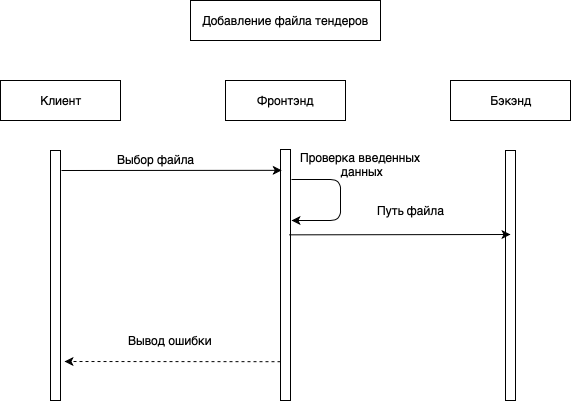 Добавление файла тендеров
Клиент
Фронтэнд
Бэкэнд
Выбор файла
Проверка введенных
данных
Путь файла
Вывод ошибки